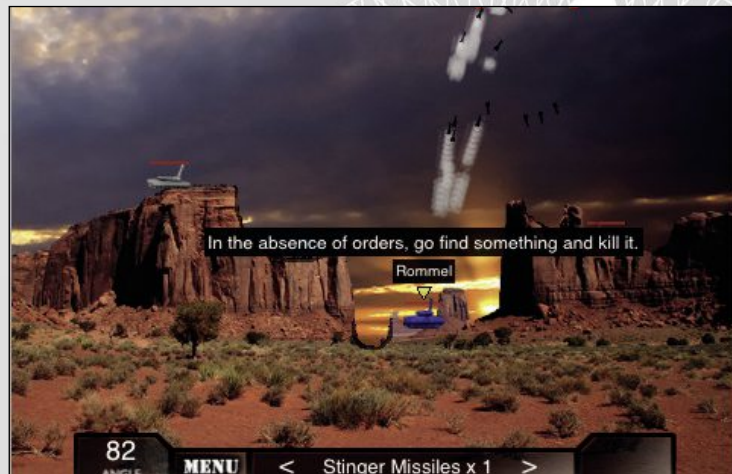 In the absence of orders, go find something and kill it.
Rommel
82
ANGLE
MENU < Stinger Missiles x 1 >